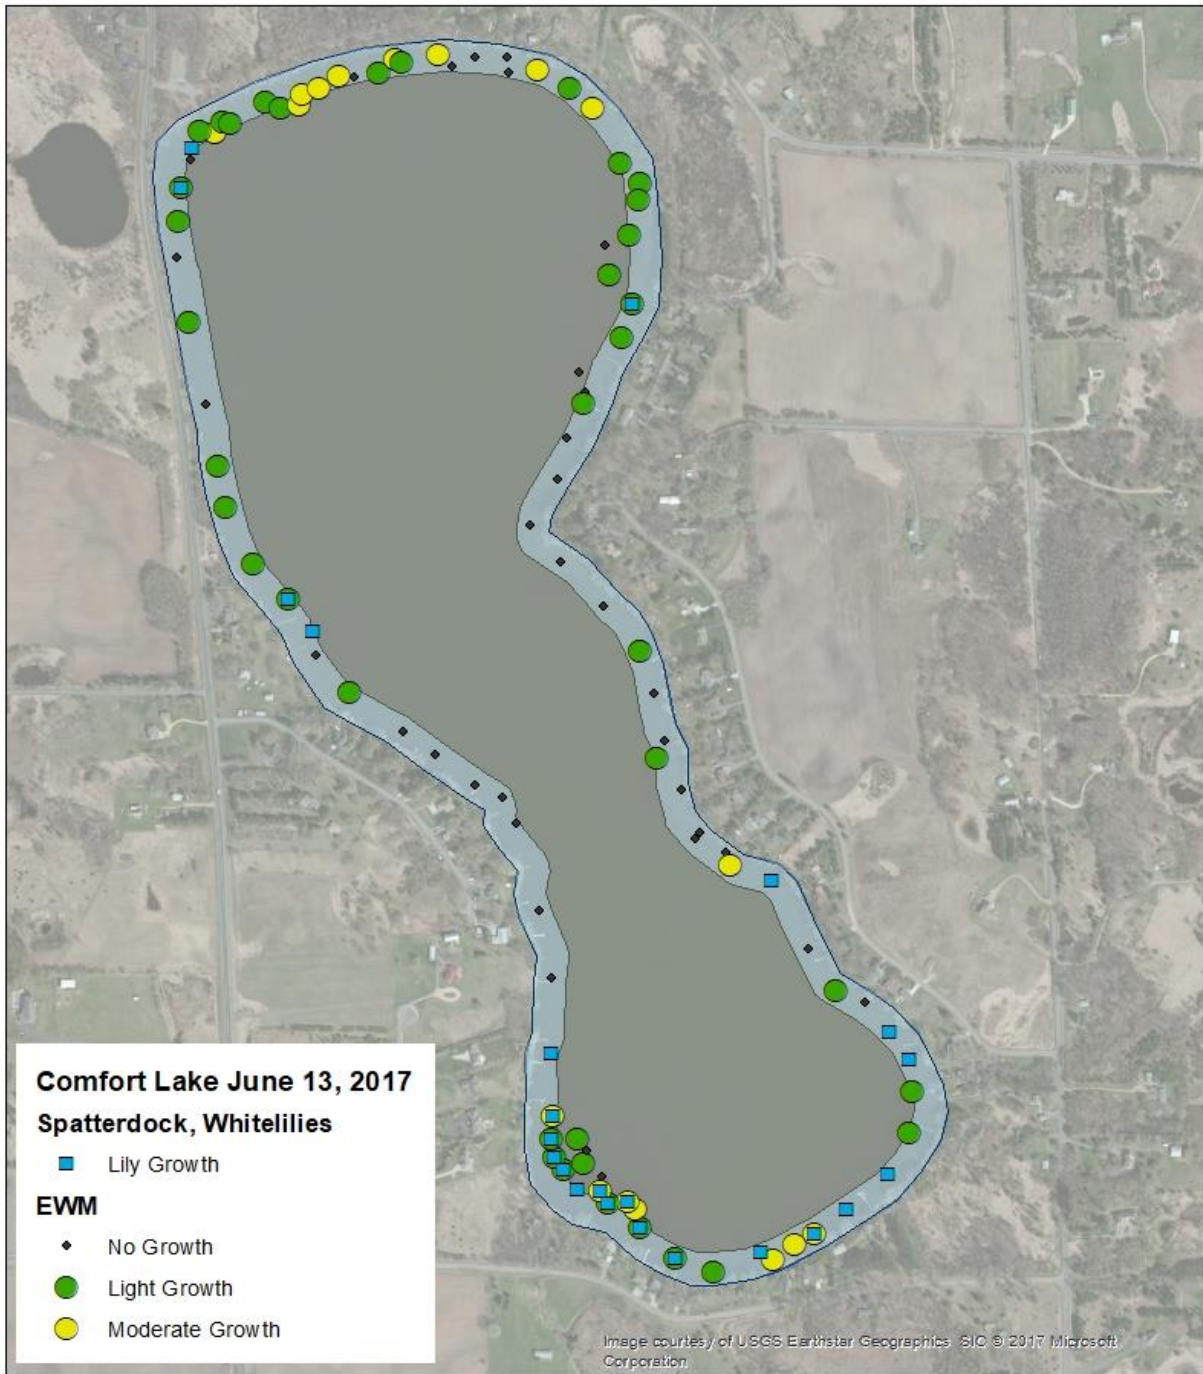 Comfort Lake June 13, 2017
Spatterdock, Whitelilies
Lily Growth
EWM
No Growth
Light Growth
Moderate Growth
Image courtesy of USGS Earthstar Geographics SIO © 2017 Microsoft
Corporation